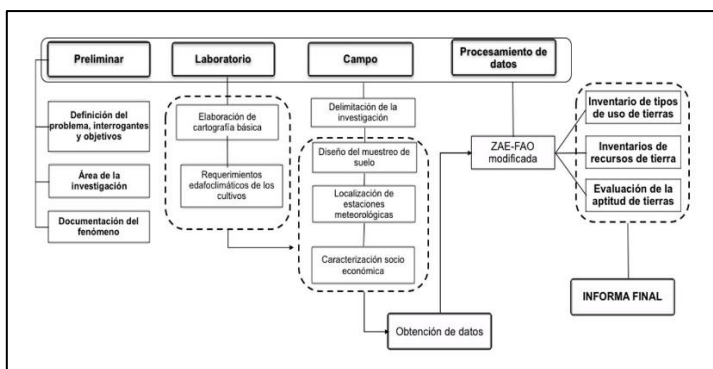 Preliminar
Laboratorio
Campo
Procesamiento de
datos
Definición del
problema, interrogantes
y objetivos
Área de la
investigación
Documentación del
fenómeno
Elaboración de
cartografía básica
Requerimientos
edafoclimáticos de los
cultivos
Delimitación de la
investigación
Diseño del muestreo de
suelo
Localización de
estaciones
meteorológicas
Caracterización socio
económica
Obtención de datos
ZAE-FAO
modificada
Inventario de tipos
de uso de tierras
Inventarios de
recursos de tierra
Evaluación de la
aptitud de tierras
INFORMA FINAL